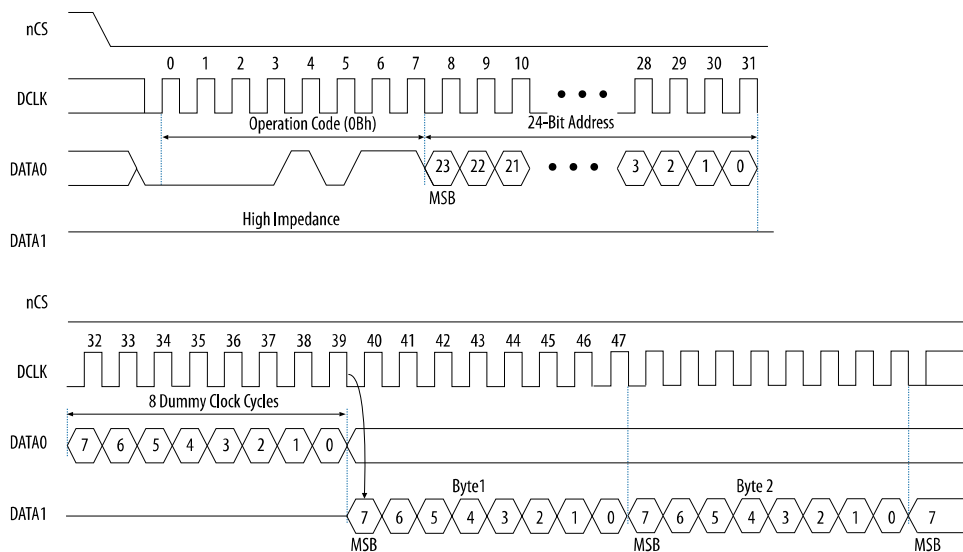 nCS
0 1 2 3 4 5 6 7 8 9 10 28 29 30 31
DCLK
Operation Code (0Bh) 24-Bit Address
DATA0 23 22 21 3 2 1 0
MSB
High Impedance
DATA1
nCS
32 33 34 35 36 37 38 39 40 41 42 43 44 45 46 47
DCLK
8 Dummy Clock Cycles
DATA0 7 6 5 4 3 2 1 0
Byte1 Byte 2
DATA1 7 6 5 4 3 2 1 0 7 6 5 4 3 2 1 0 7
MSB MSB MSB